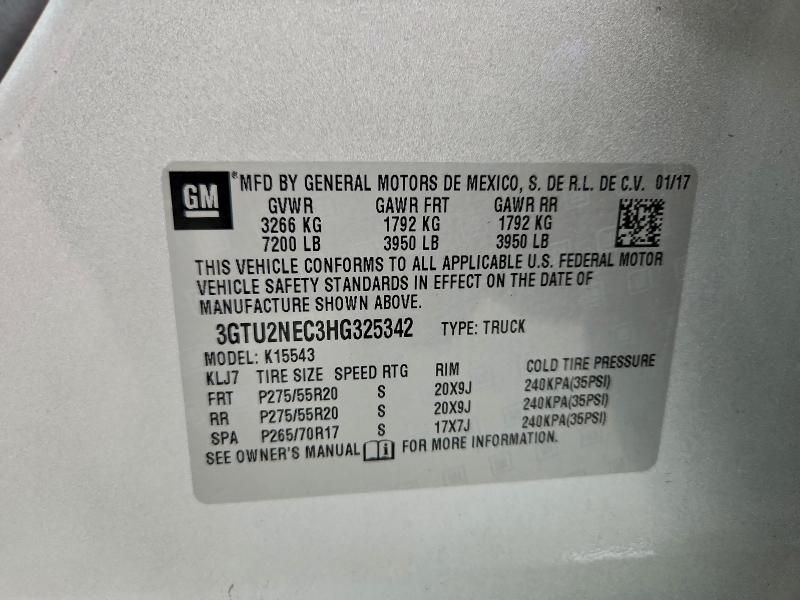 GM ® MFD BY GENERAL MOTORS DE MEXICO, S. DE R.L. DE C.V. 01/17
GVWR GAWR FRT GAWR RR
3266 KG 1792 KG 1792 KG
7200 LB 3950 LB 3950 LB
THIS VEHICLE CONFORMS TO ALL APPLICABLE U.S. FEDERAL MOTOR
VEHICLE SAFETY STANDARDS IN EFFECT ON THE DATE OF
MANUFACTURE SHOWN ABOVE.
3GTU2NEC3HG325342 TYPE: TRUCK
MODEL: K15543
KLJ7 TIRE SIZE SPEED RTG RIM COLD TIRE PRESSURE
FRT P275/55R20 S 20X9J 240KPA(35PSI)
RR P275/55R20 S 20X9J 240KPA(35PSI)
SPA P265/70R17 S 17X7J 240KPA(35PSI)
SEE OWNER'S MANUAL FOR MORE INFORMATION.